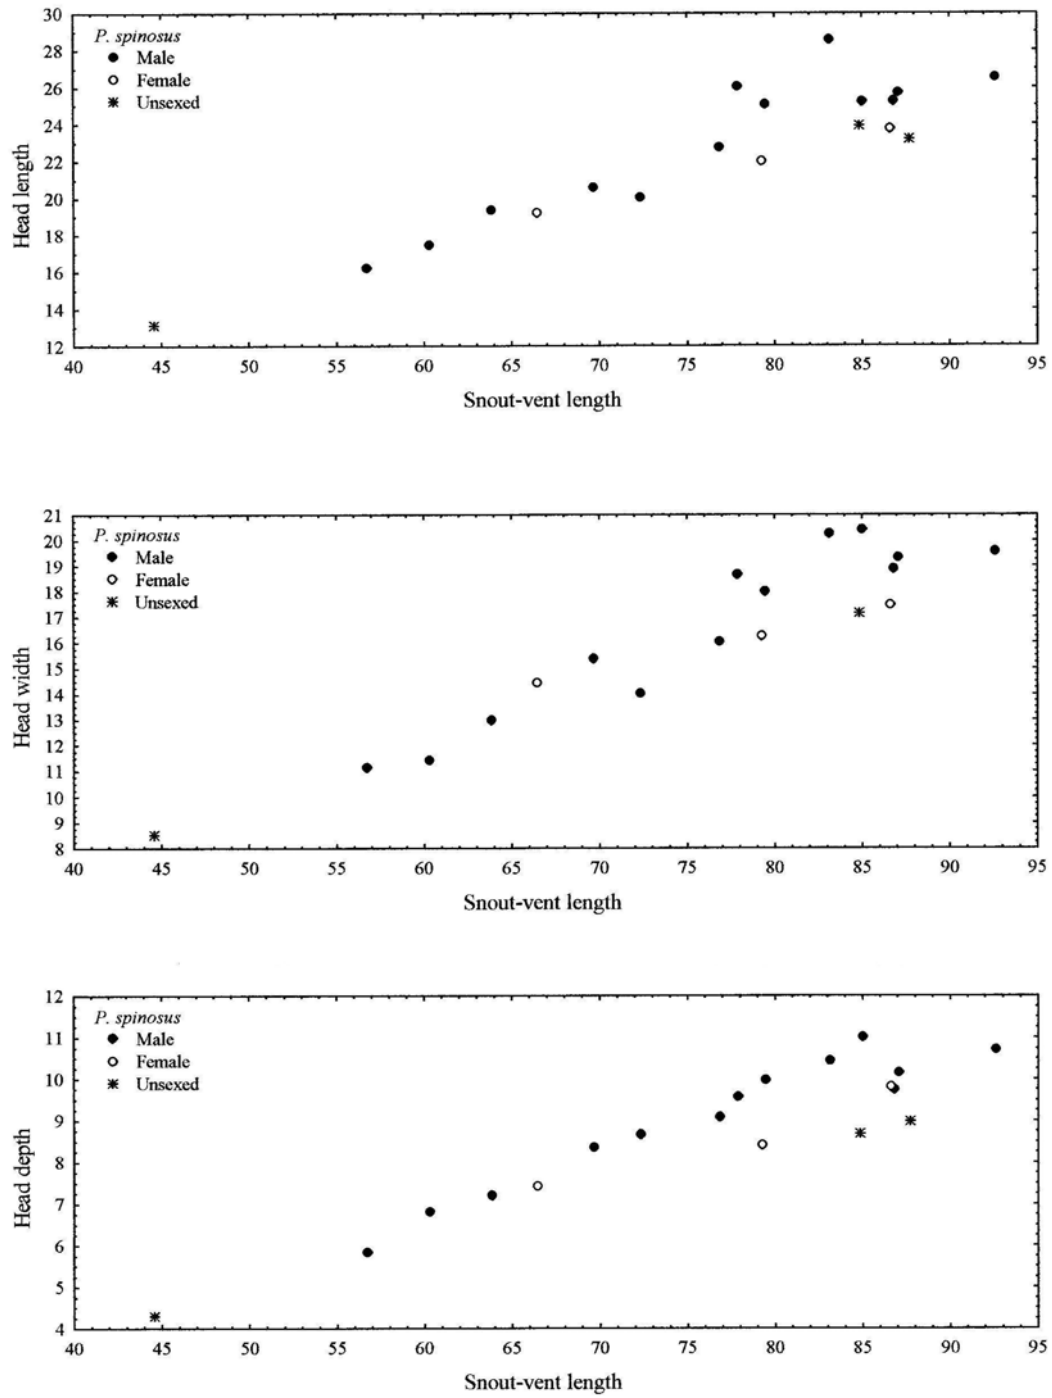 30
28
26
24
22
20
18
16
14
12
Head length
P. spinosus
Male
Female
Unsexed
40 45 50 55 60 65 70 75 80 85 90 95
Snout-vent length
21
20
19
18
17
16
15
14
13
12
11
10
9
8
Head width
P. spinosus
Male
Female
Unsexed
40 45 50 55 60 65 70 75 80 85 90 95
Snout-vent length
12
11
10
9
8
7
6
5
4
Head depth
P. spinosus
Male
Female
Unsexed
40 45 50 55 60 65 70 75 80 85 90 95
Snout-vent length